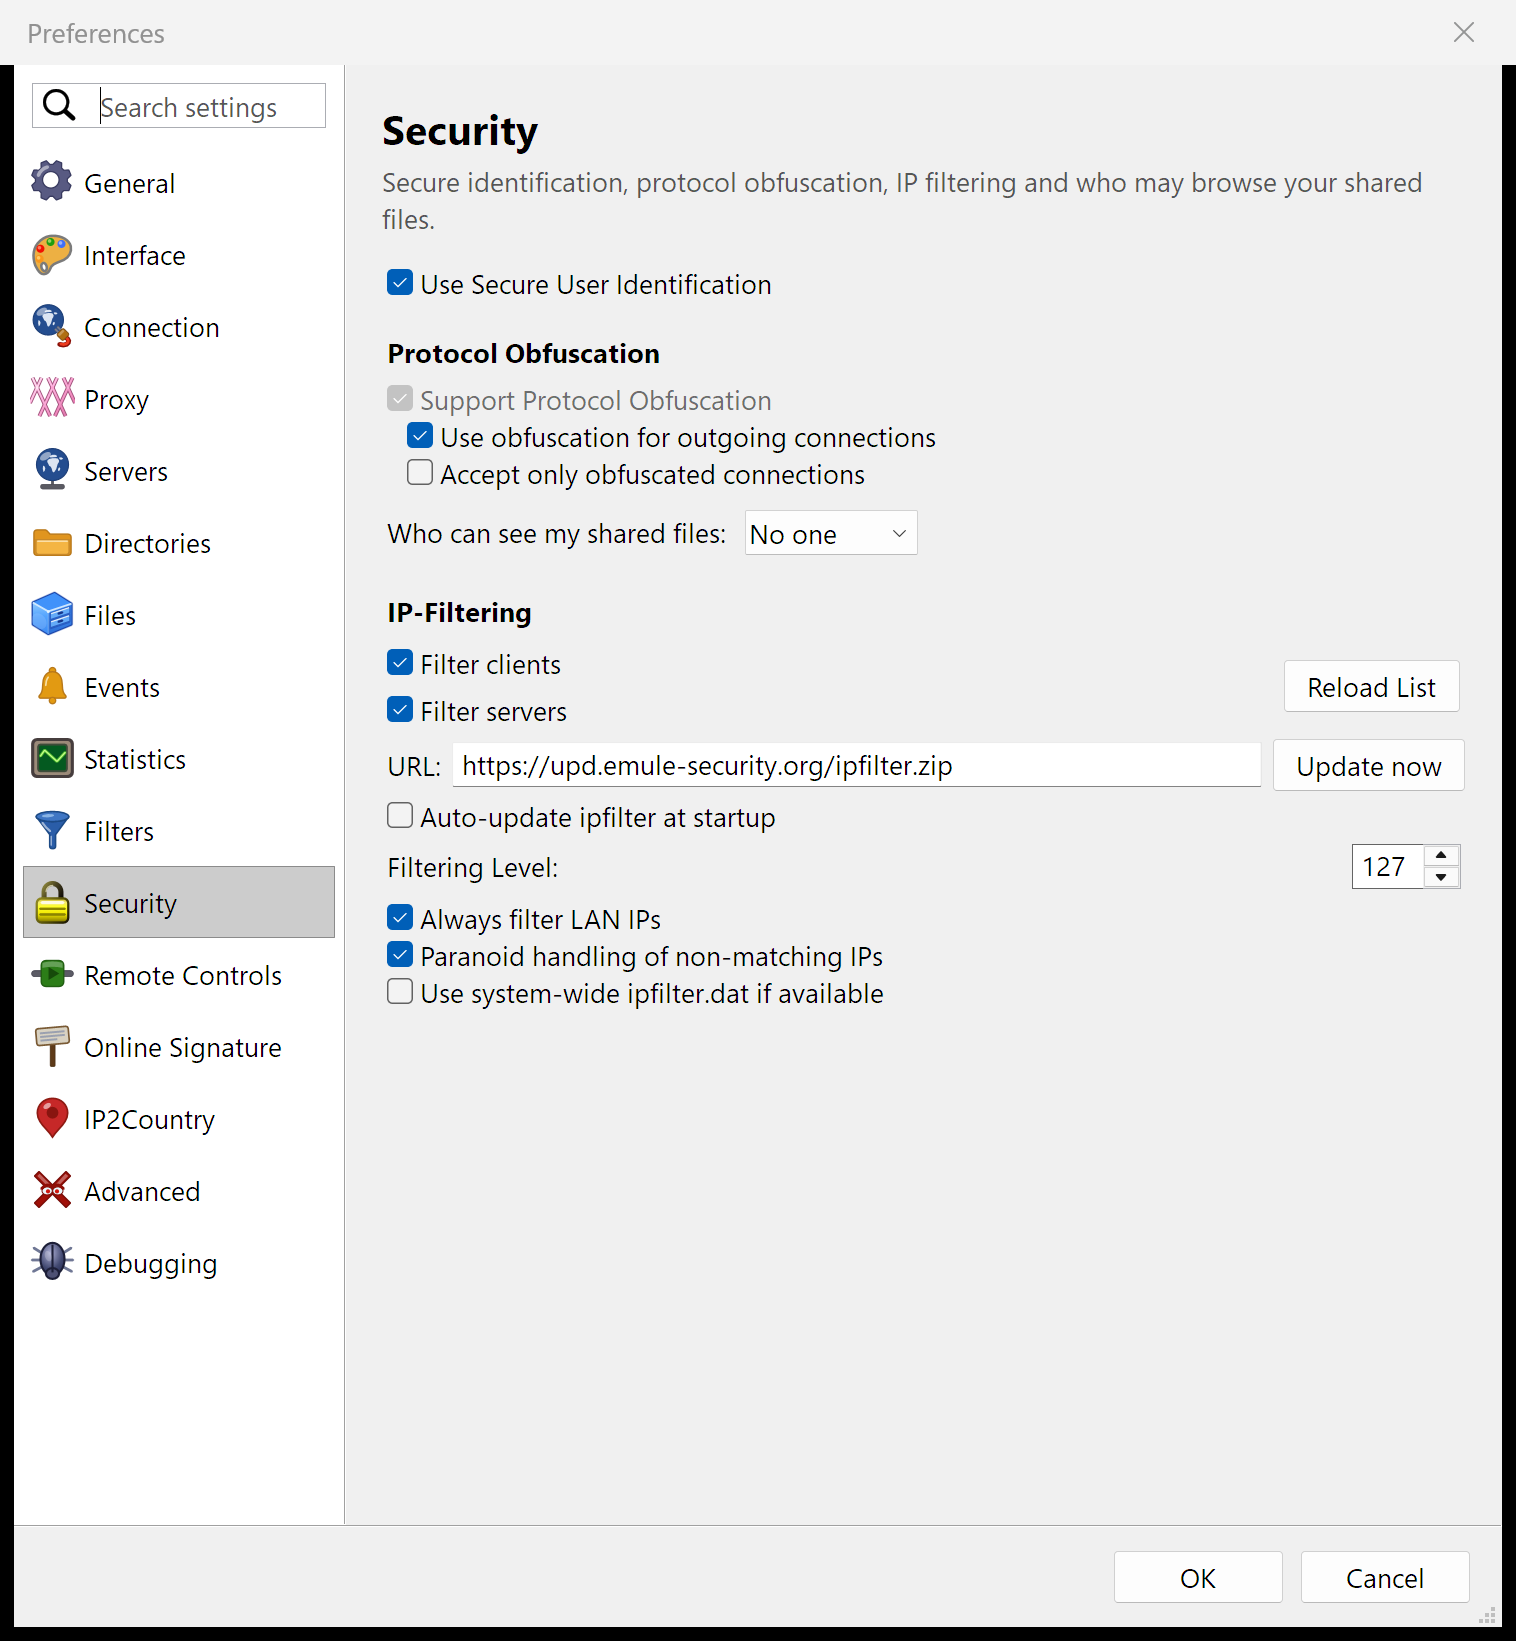 Preferences
Search settings
General
Interface
Connection
Proxy
Servers
Directories
Files
Events
Statistics
Filters
Security
Remote Controls
Online Signature
IP2Country
Advanced
Debugging
Security
Secure identification, protocol obfuscation, IP filtering and who may browse your shared
files.
Use Secure User Identification
Protocol Obfuscation
Support Protocol Obfuscation
Use obfuscation for outgoing connections
Accept only obfuscated connections
Who can see my shared files: No one
IP-Filtering
Filter clients
Reload List
Filter servers
URL: https://upd.emule-security.org/ipfilter.zip Update now
Auto-update ipfilter at startup
Filtering Level: 127
Always filter LAN IPs
Paranoid handling of non-matching IPs
Use system-wide ipfilter.dat if available
OK Cancel